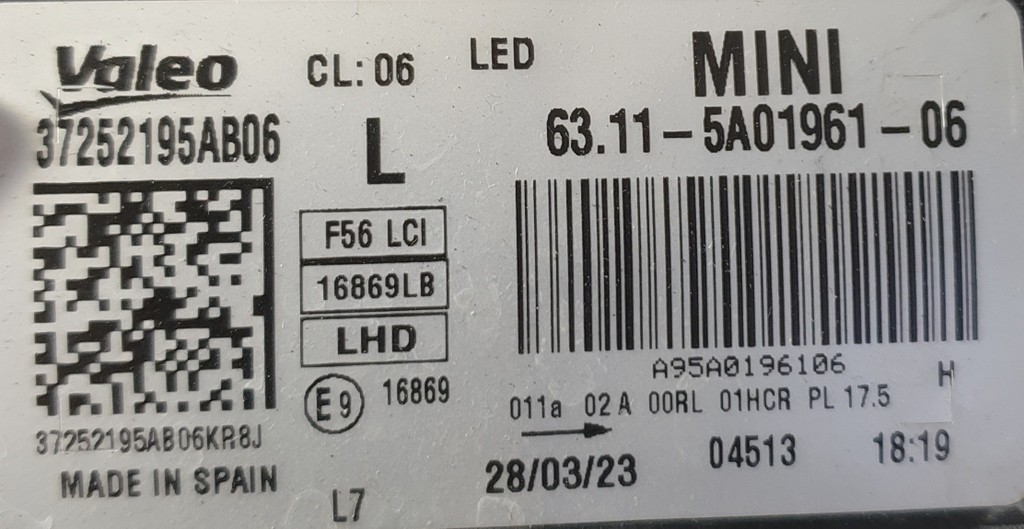 Valeo
CL: 06
LED
MINI
37252195AB06
L
63.11-5A01961-06
F56 LCI
16869LB
LHD
E9
16869
A95A0196106
H
011a 02A 00RL 01HCR PL 17.5
37252195AB06KR8J
MADE IN SPAIN
L7
28/03/23
04513
18:19